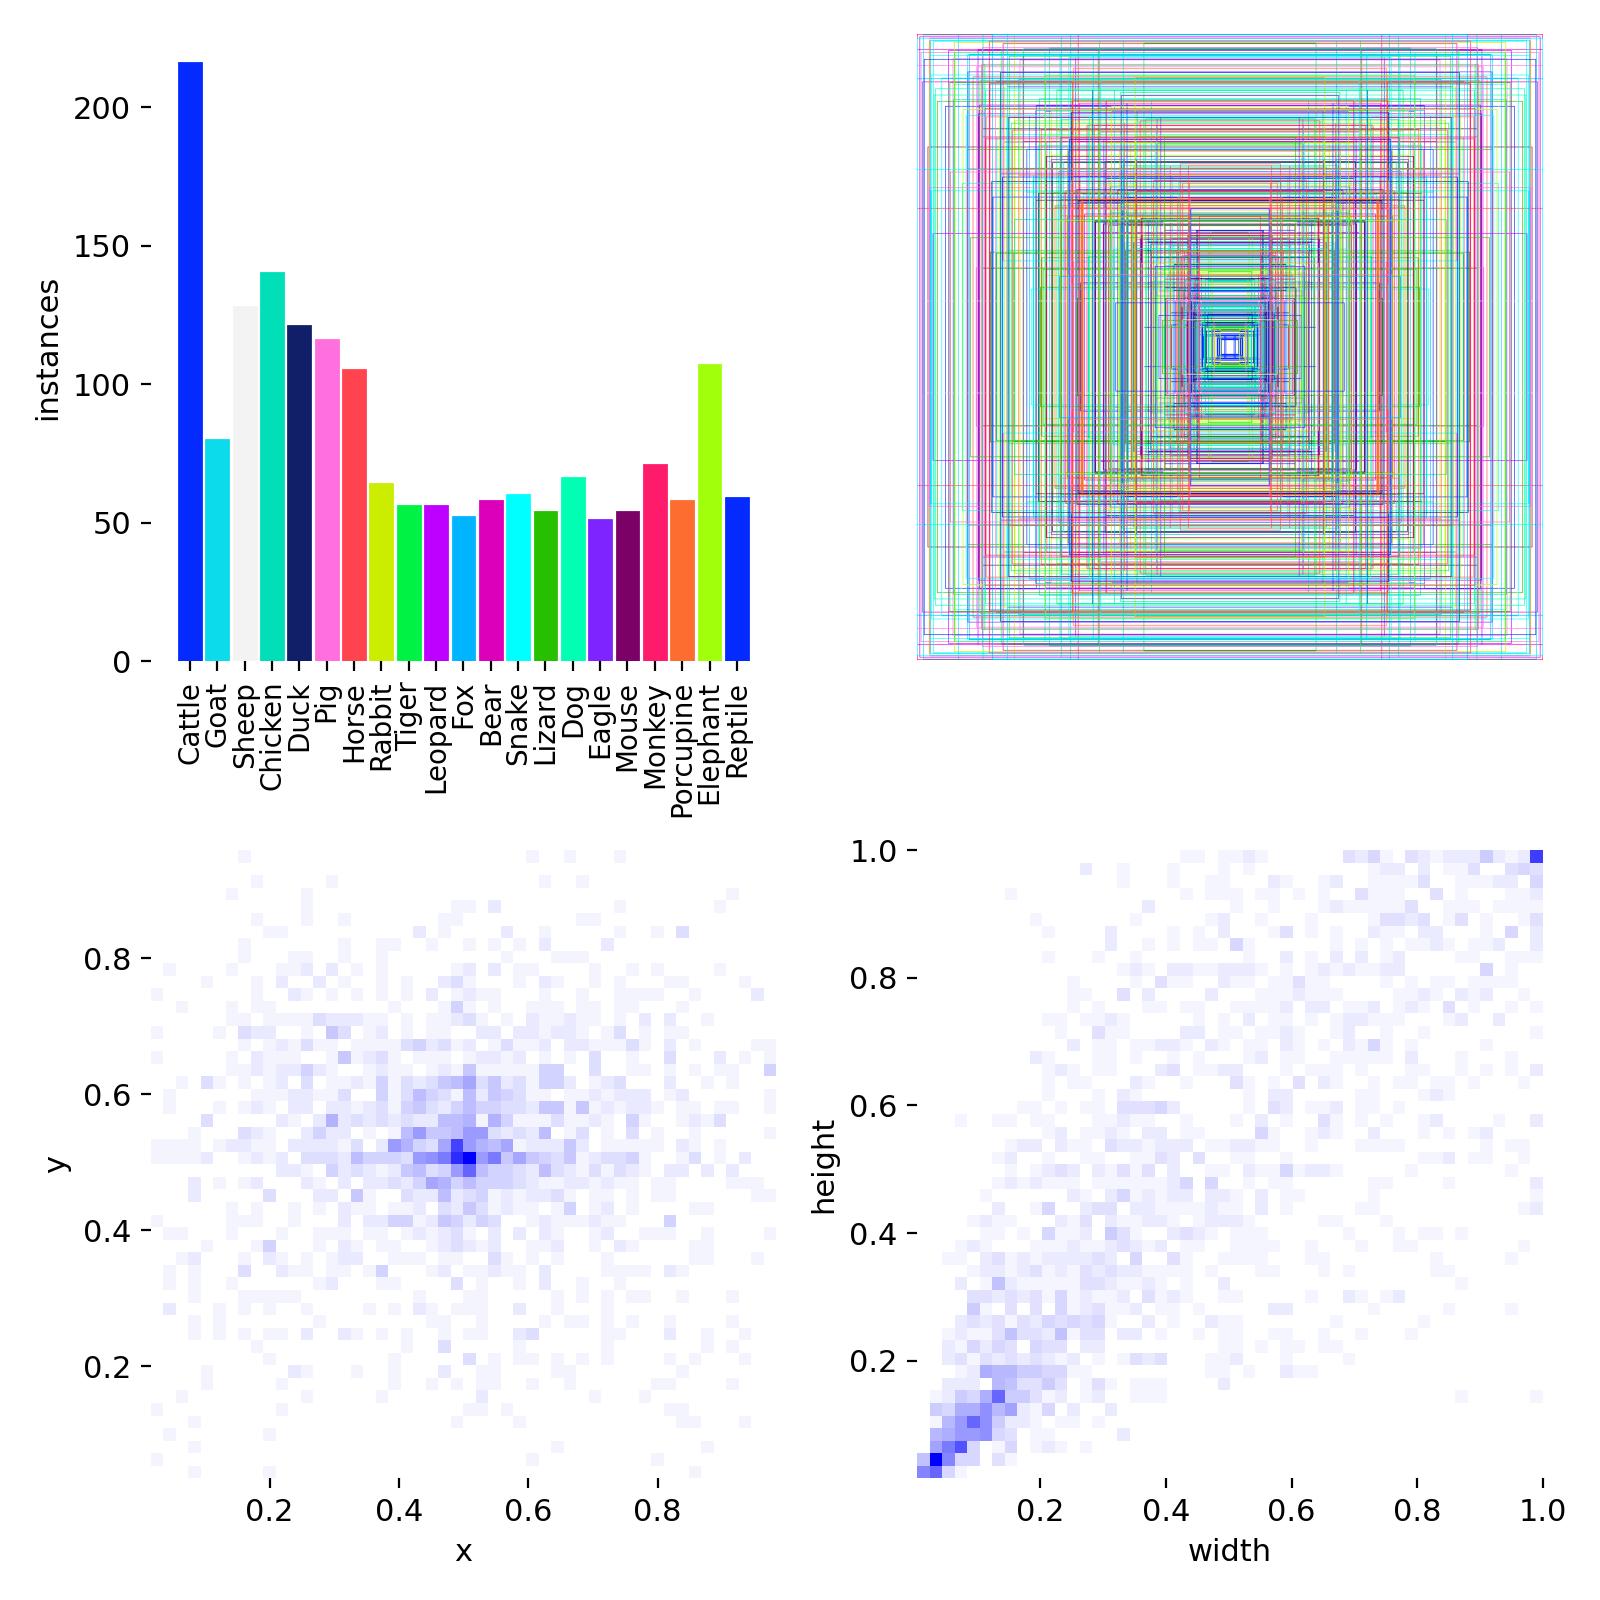 200
150
100
50
0
instances
Cattle
Goat
Sheep
Chicken
Duck
Pig
Horse
Rabbit
Tiger
Leopard
Fox
Bear
Snake
Lizard
Dog
Eagle
Mouse
Monkey
Porcupine
Elephant
Reptile
0.8
0.6
0.4
0.2
y
0.2 0.4 0.6 0.8
x
1.0
0.8
0.6
0.4
0.2
height
0.2 0.4 0.6 0.8 1.0
width